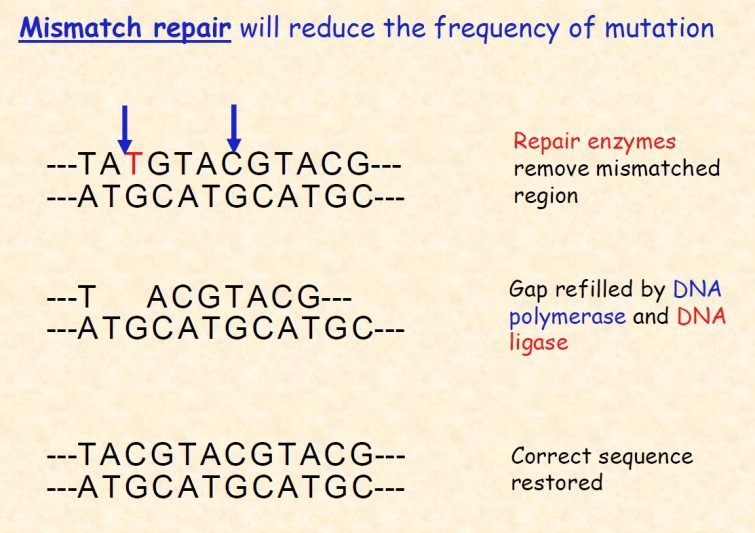 Mismatch repair will reduce the frequency of mutation
---TATGTACGTACG---
---ATGCATGCATGC---
Repair enzymes
remove mismatched
region
---T ACGTACG---
---ATGCATGCATGC---
Gap refilled by DNA
polymerase and DNA
ligase
---TACGTACGTACG---
---ATGCATGCATGC---
Correct sequence
restored